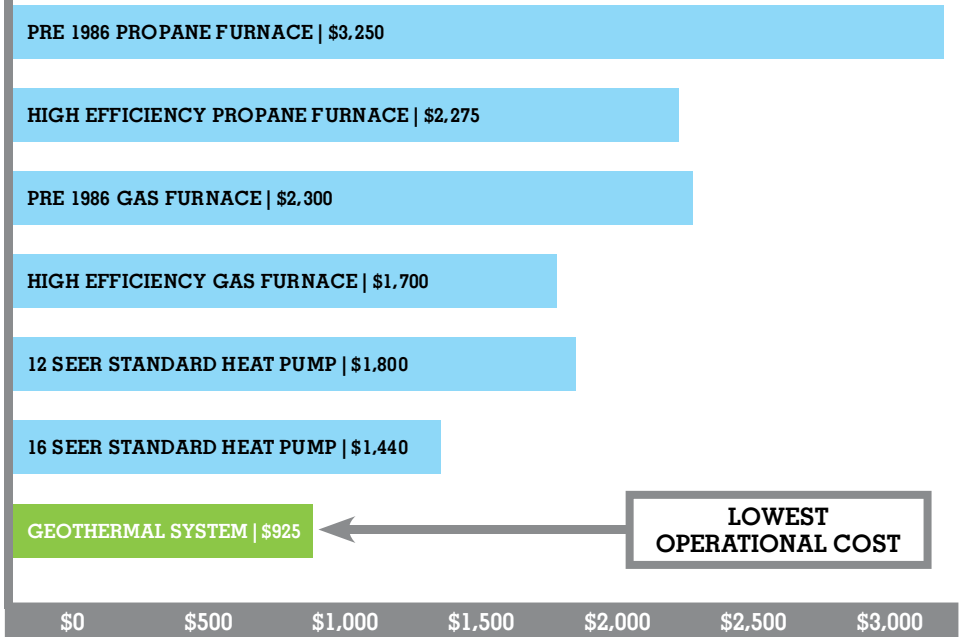 PRE 1986 PROPANE FURNACE | $3,250
HIGH EFFICIENCY PROPANE FURNACE | $2,275
PRE 1986 GAS FURNACE | $2,300
HIGH EFFICIENCY GAS FURNACE | $1,700
12 SEER STANDARD HEAT PUMP | $1,800
16 SEER STANDARD HEAT PUMP | $1,440
GEOTHERMAL SYSTEM | $925
LOWEST
OPERATIONAL COST
$0 $500 $1,000 $1,500 $2,000 $2,500 $3,000